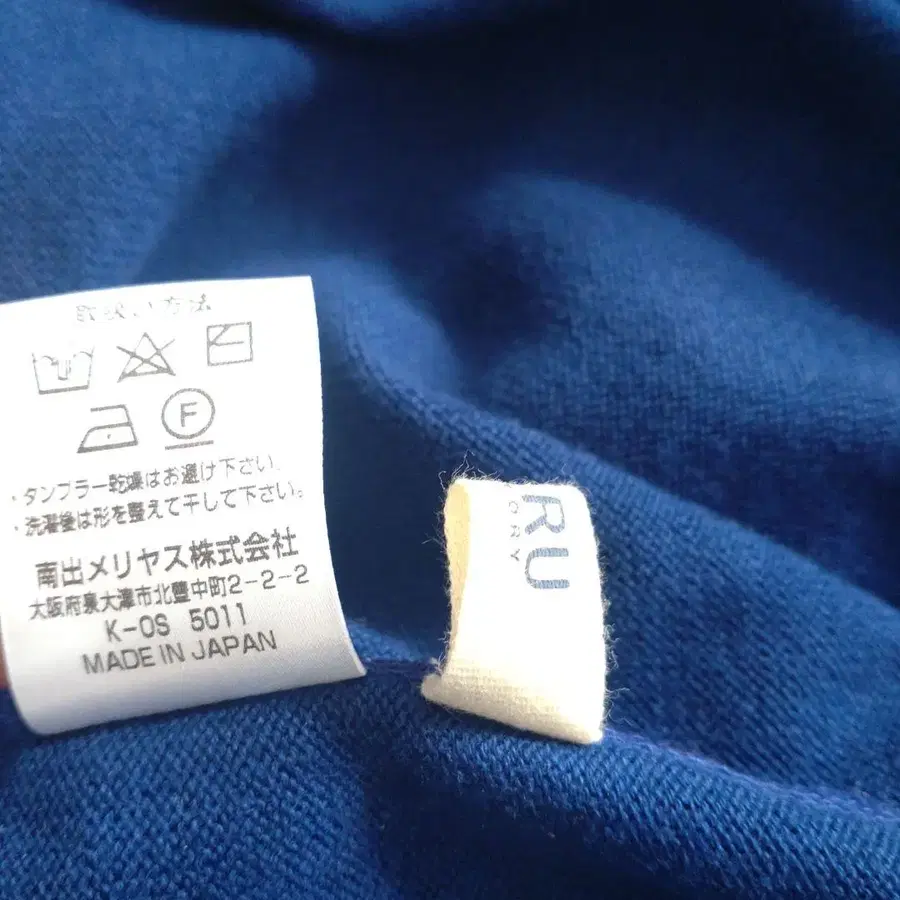 取扱い方法
F
・タンブラー乾燥はお避け下さい。
・洗濯後は形を整えて干して下さい。
南出メリヤス株式会社
大阪府泉大津市北豊中町2-2-2
K-OS 5011
MADE IN JAPAN
RU
ORY